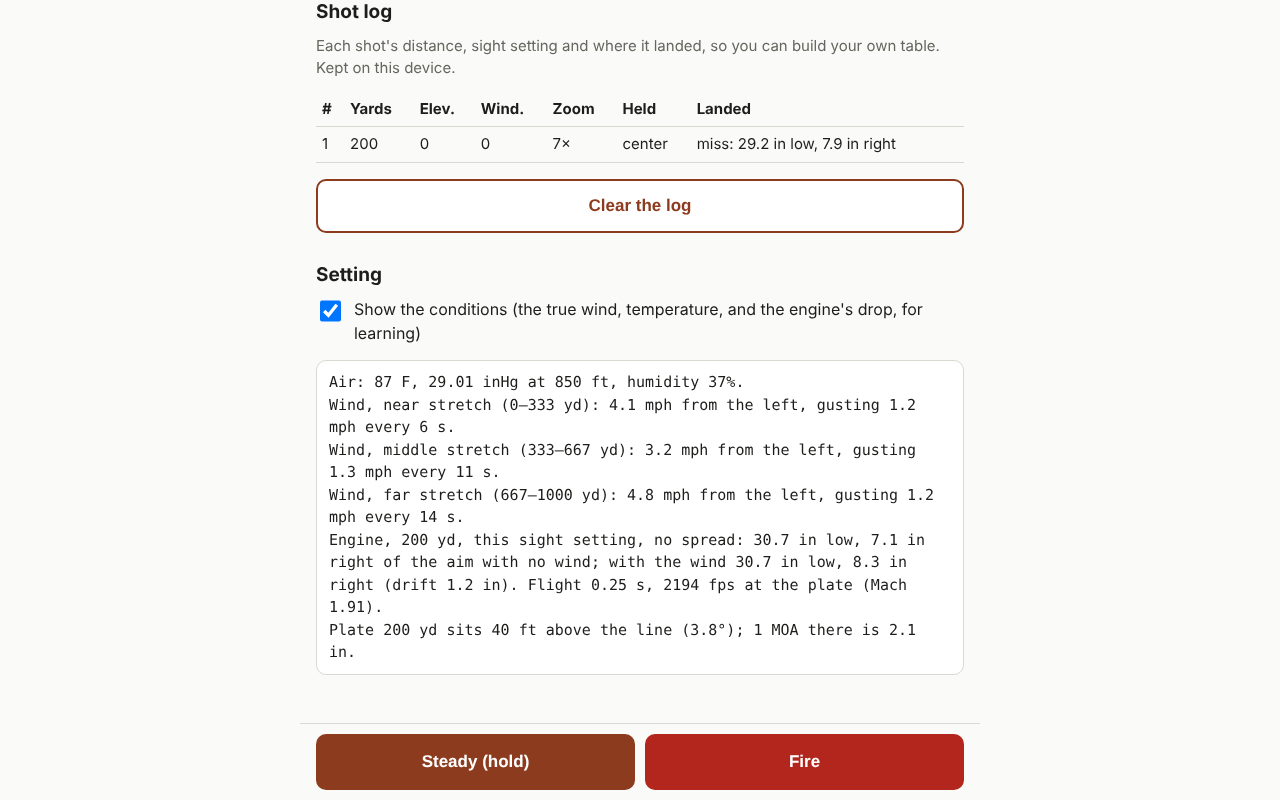 Shot log
Each shot's distance, sight setting and where it landed, so you can build your own table.
Kept on this device.
# Yards Elev. Wind. Zoom Held Landed
1 200 0 0 7× center miss: 29.2 in low, 7.9 in right
Clear the log
Setting
Show the conditions (the true wind, temperature, and the engine's drop, for
learning)
Air: 87 F, 29.01 inHg at 850 ft, humidity 37%.
Wind, near stretch (0–333 yd): 4.1 mph from the left, gusting 1.2
mph every 6 s.
Wind, middle stretch (333–667 yd): 3.2 mph from the left, gusting
1.3 mph every 11 s.
Wind, far stretch (667–1000 yd): 4.8 mph from the left, gusting 1.2
mph every 14 s.
Engine, 200 yd, this sight setting, no spread: 30.7 in low, 7.1 in
right of the aim with no wind; with the wind 30.7 in low, 8.3 in
right (drift 1.2 in). Flight 0.25 s, 2194 fps at the plate (Mach
1.91).
Plate 200 yd sits 40 ft above the line (3.8°); 1 MOA there is 2.1
in.
Steady (hold) Fire